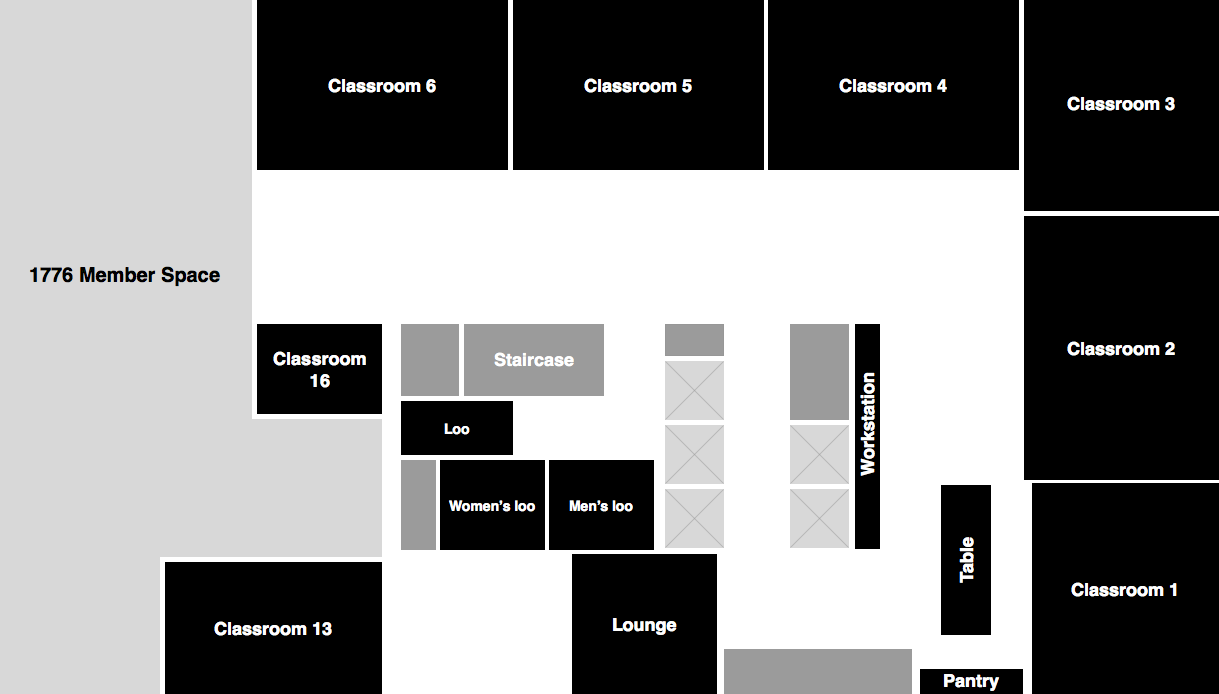 Classroom 6
Classroom 5
Classroom 4
Classroom 3
1776 Member Space
Classroom 2
Classroom
16
Staircase
Workstation
Loo
Women’s loo
Men’s loo
Table
Classroom 1
Classroom 13
Lounge
Pantry